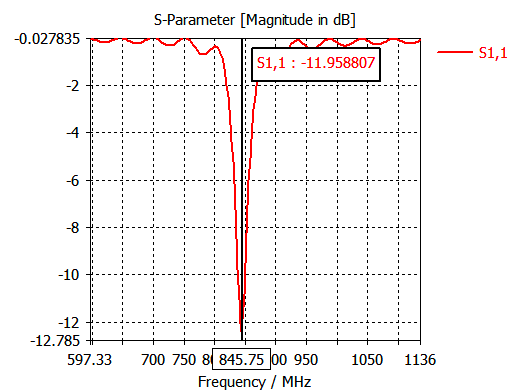 S-Parameter [Magnitude in dB]
-0.027835
S1,1
S1,1 : -11.958807
-2
-4
-6
-8
-10
-12
-12.785
597.33 700 750 845.75 950 1050 1136
Frequency / MHz